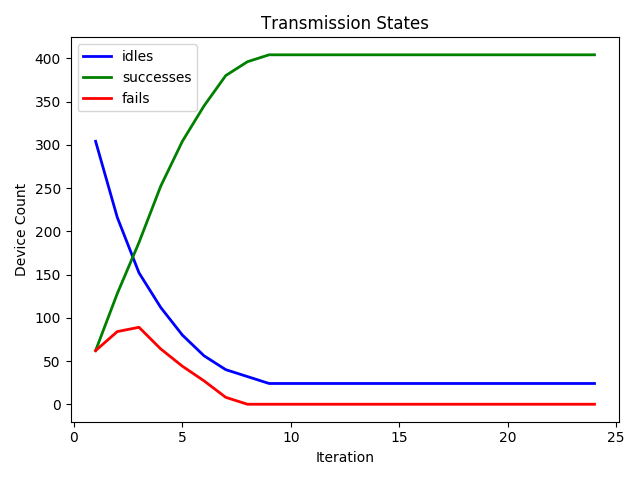 Transmission States
idles
successes
fails
400
350
300
250
200
150
100
50
0
Device Count
0 5 10 15 20 25
Iteration